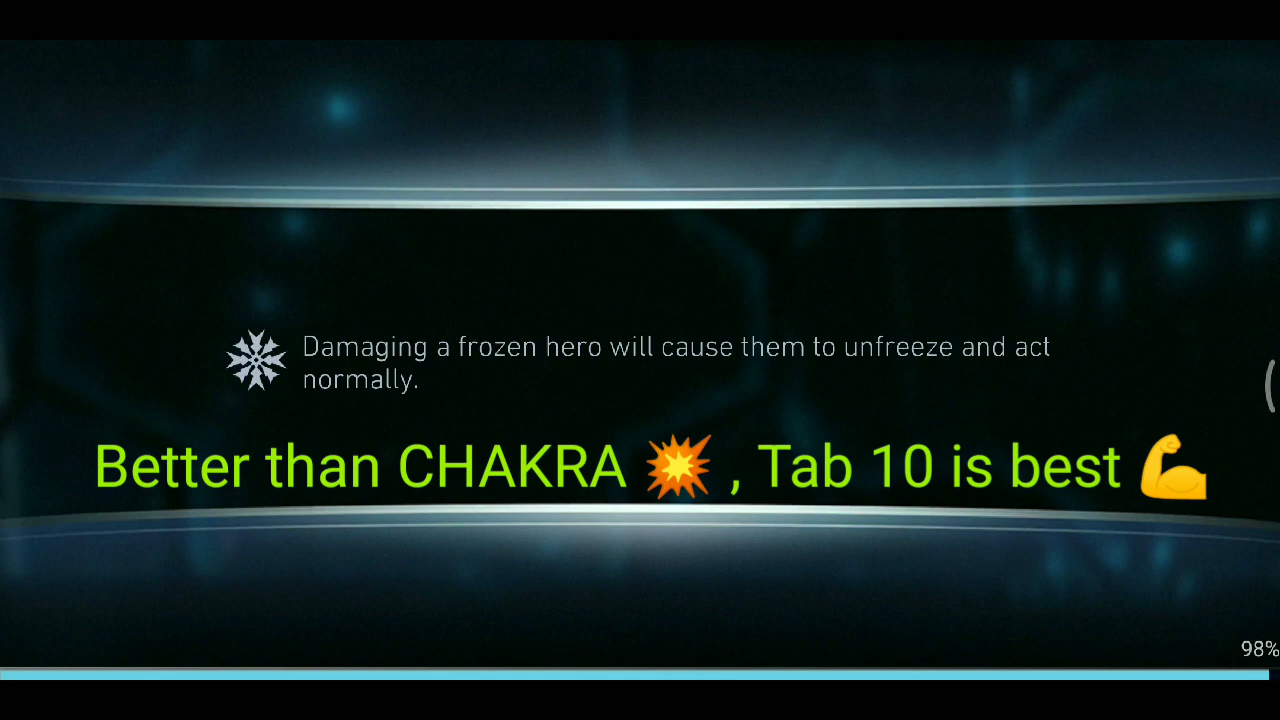 Damaging a frozen hero will cause them to unfreeze and act
normally.
Better than CHAKRA 💥 , Tab 10 is best 💪
98%